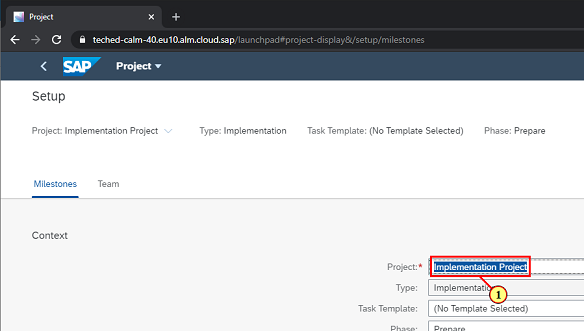 Project
teched-calm-40.eu10.alm.cloud.sap/launchpad#project-display&/setup/milestones
SAP Project
Setup
Project: Implementation Project Type: Implementation Task Template: (No Template Selected) Phase: Prepare
Milestones Team
Context
Project:* Implementation Project
Type: Implementation
1
Task Template: (No Template Selected)
Phase: Prepare